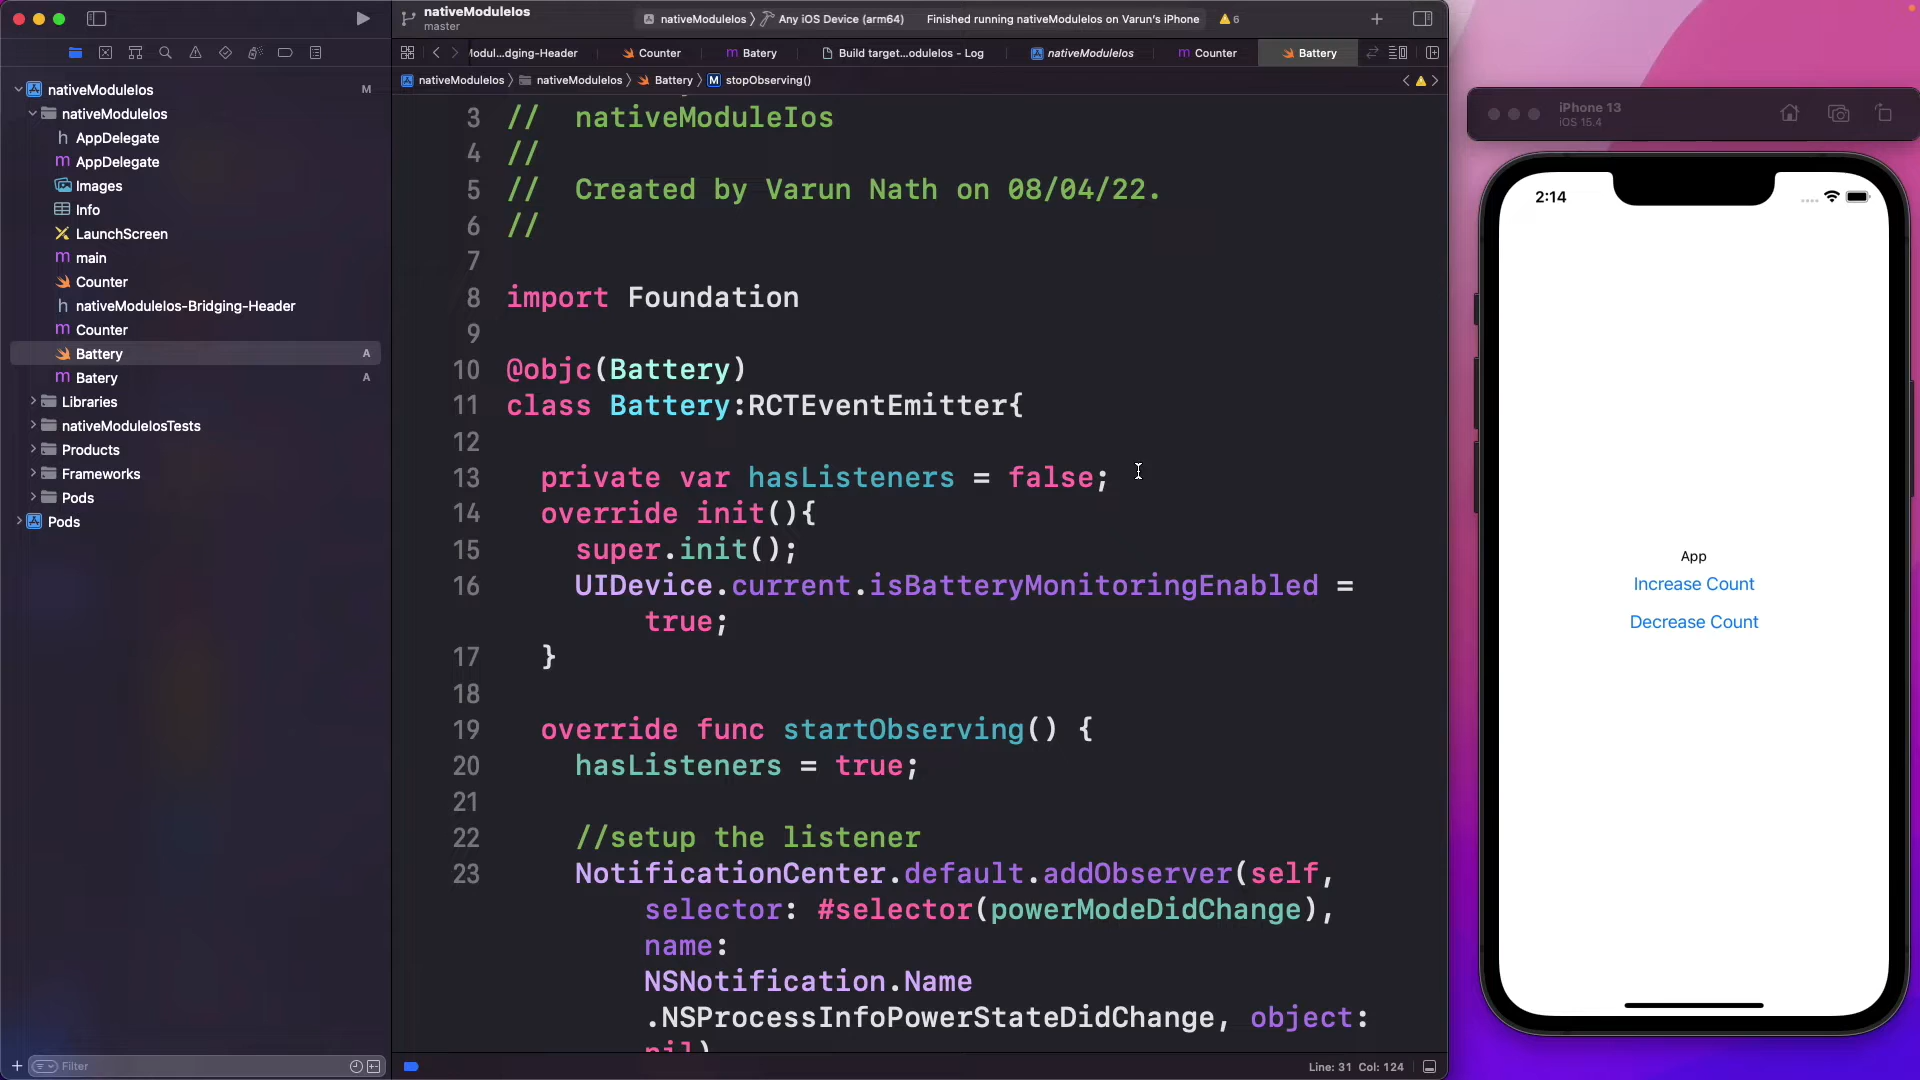 nativeModuleIos
master
nativeModuleIos
Any iOS Device (arm64)
Finished running nativeModuleIos on Varun's iPhone
6
Modul...dging-Header
Counter
Batery
Build target...oduleIos - Log
nativeModuleIos
Counter
Battery
nativeModuleIos
nativeModuleIos
Battery
M
stopObserving()
nativeModuleIos
M
nativeModuleIos
h AppDelegate
m AppDelegate
Images
Info
LaunchScreen
m main
Counter
h nativeModuleIos-Bridging-Header
m Counter
Battery
A
m Batery
A
Libraries
nativeModuleIosTests
Products
Frameworks
Pods
Pods
Filter
3 //  nativeModuleIos
4 //
5 //  Created by Varun Nath on 08/04/22.
6 //
7
8 import Foundation
9
10 @objc(Battery)
11 class Battery:RCTEventEmitter{
12
13   private var hasListeners = false;
14   override init(){
15     super.init();
16     UIDevice.current.isBatteryMonitoringEnabled =
true;
17   }
18
19   override func startObserving() {
20     hasListeners = true;
21
22     //setup the listener
23     NotificationCenter.default.addObserver(self,
selector: #selector(powerModeDidChange),
name:
NSNotification.Name
.NSProcessInfoPowerStateDidChange, object:
nil)
Line: 31 Col: 124
iPhone 13
iOS 15.4
2:14
App
Increase Count
Decrease Count